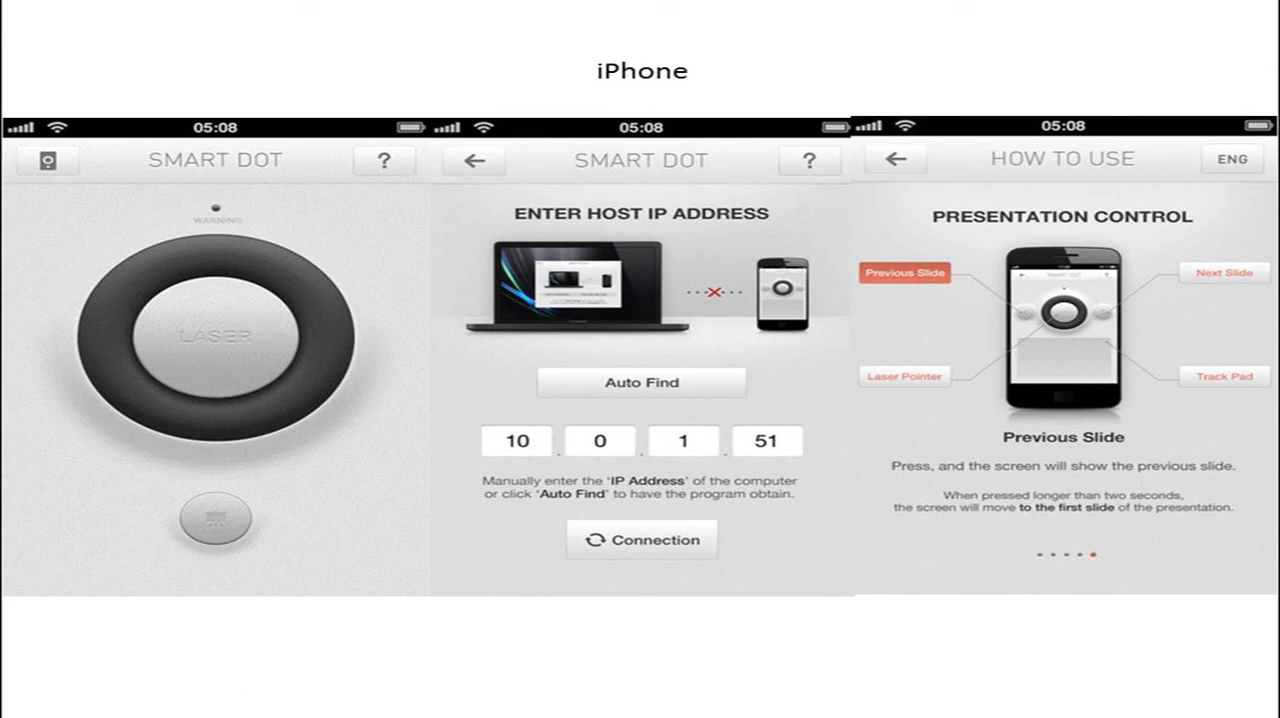 iPhone
05:08
SMART DOT
?
WARNING
LASER
05:08
SMART DOT
?
ENTER HOST IP ADDRESS
Auto Find
10 . 0 . 1 . 51
Manually enter the 'IP Address' of the computer
or click 'Auto Find' to have the program obtain.
Connection
05:08
HOW TO USE
ENG
PRESENTATION CONTROL
Previous Slide
Next Slide
SMART DOT
Laser Pointer
Track Pad
Previous Slide
Press, and the screen will show the previous slide.
When pressed longer than two seconds,
the screen will move to the first slide of the presentation.